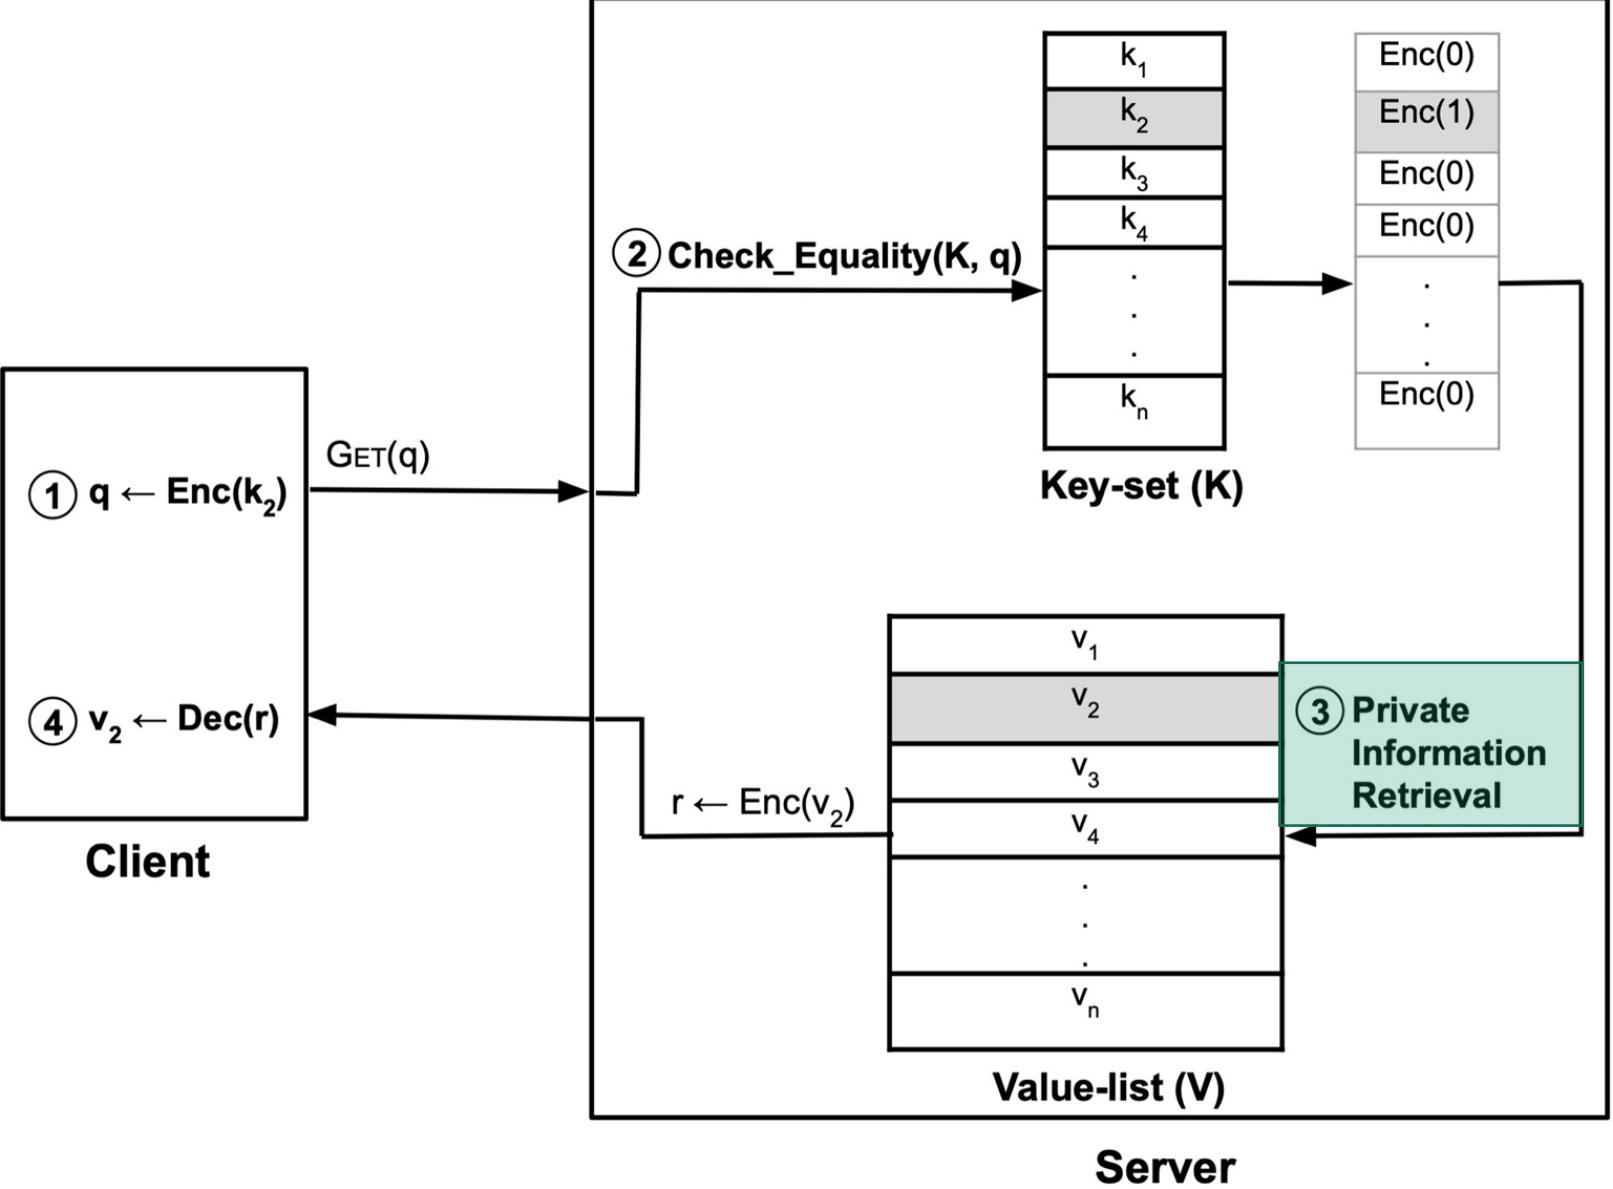 k₁
k₂
k₃
k₄
.
.
.
kₙ
Key-set (K)
Enc(0)
Enc(1)
Enc(0)
Enc(0)
.
.
.
Enc(0)
② Check_Equality(K, q)
GET(q)
① q ← Enc(k₂)
④ v₂ ← Dec(r)
Client
r ← Enc(v₂)
v₁
v₂
v₃
v₄
.
.
.
vₙ
Value-list (V)
③ Private
Information
Retrieval
Server